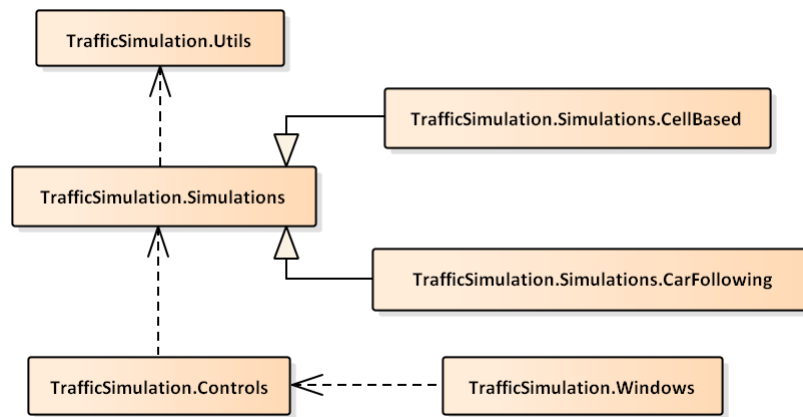 TrafficSimulation.Utils
TrafficSimulation.Simulations.CellBased
TrafficSimulation.Simulations
TrafficSimulation.Simulations.CarFollowing
TrafficSimulation.Controls
TrafficSimulation.Windows